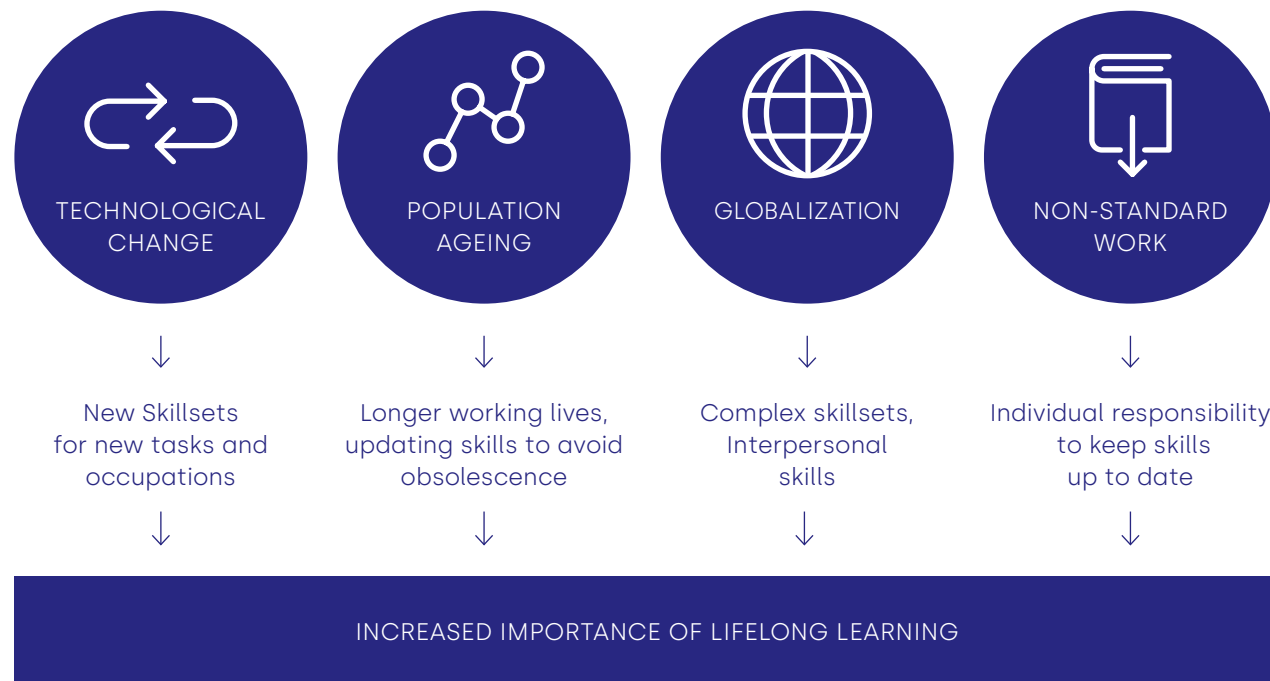 TECHNOLOGICAL
CHANGE
POPULATION
AGEING
GLOBALIZATION
NON-STANDARD
WORK
New Skillsets
for new tasks and
occupations
Longer working lives,
updating skills to avoid
obsolescence
Complex skillsets,
Interpersonal
skills
Individual responsibility
to keep skills
up to date
INCREASED IMPORTANCE OF LIFELONG LEARNING